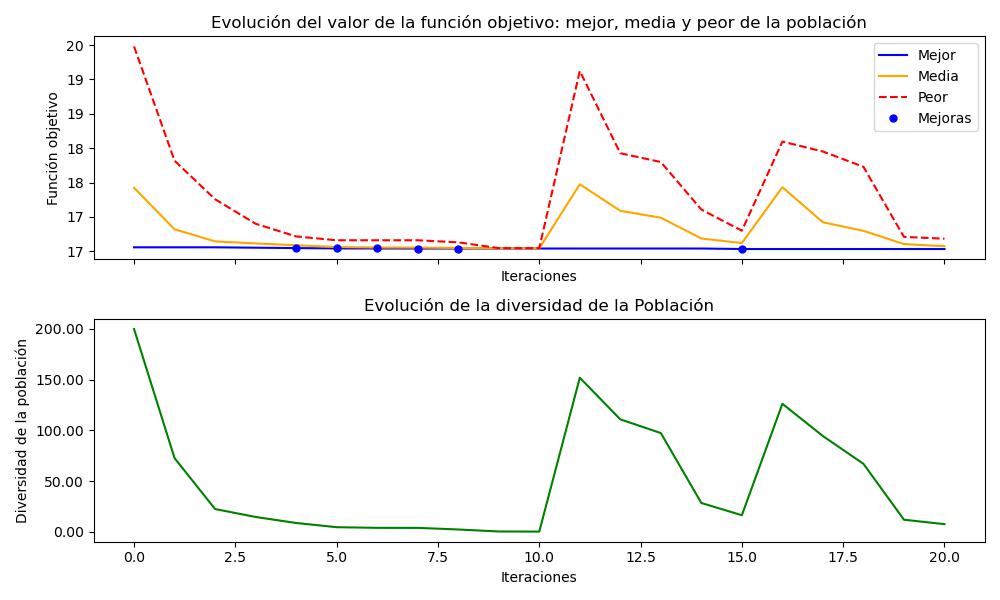 Evolución del valor de la función objetivo: mejor, media y peor de la población
Función objetivo
20
19
19
18
18
17
17
Mejor
Media
Peor
Mejoras
Iteraciones
Evolución de la diversidad de la Población
Diversidad de la población
200.00
150.00
100.00
50.00
0.00
0.0 2.5 5.0 7.5 10.0 12.5 15.0 17.5 20.0
Iteraciones